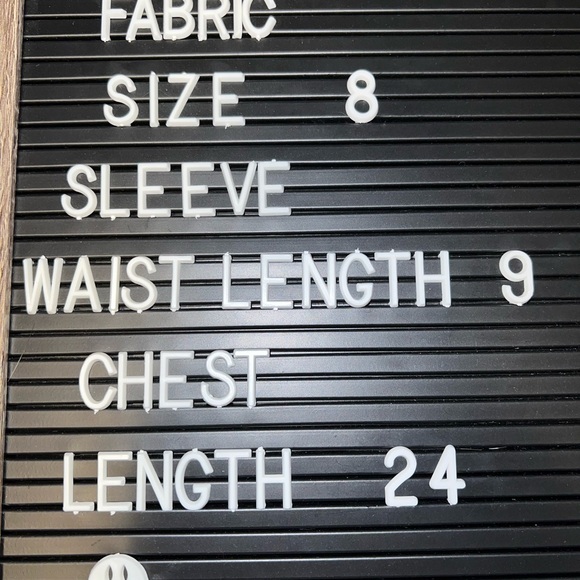 FABRIC
SIZE 8
SLEEVE
WAIST LENGTH 9
CHEST
LENGTH 24